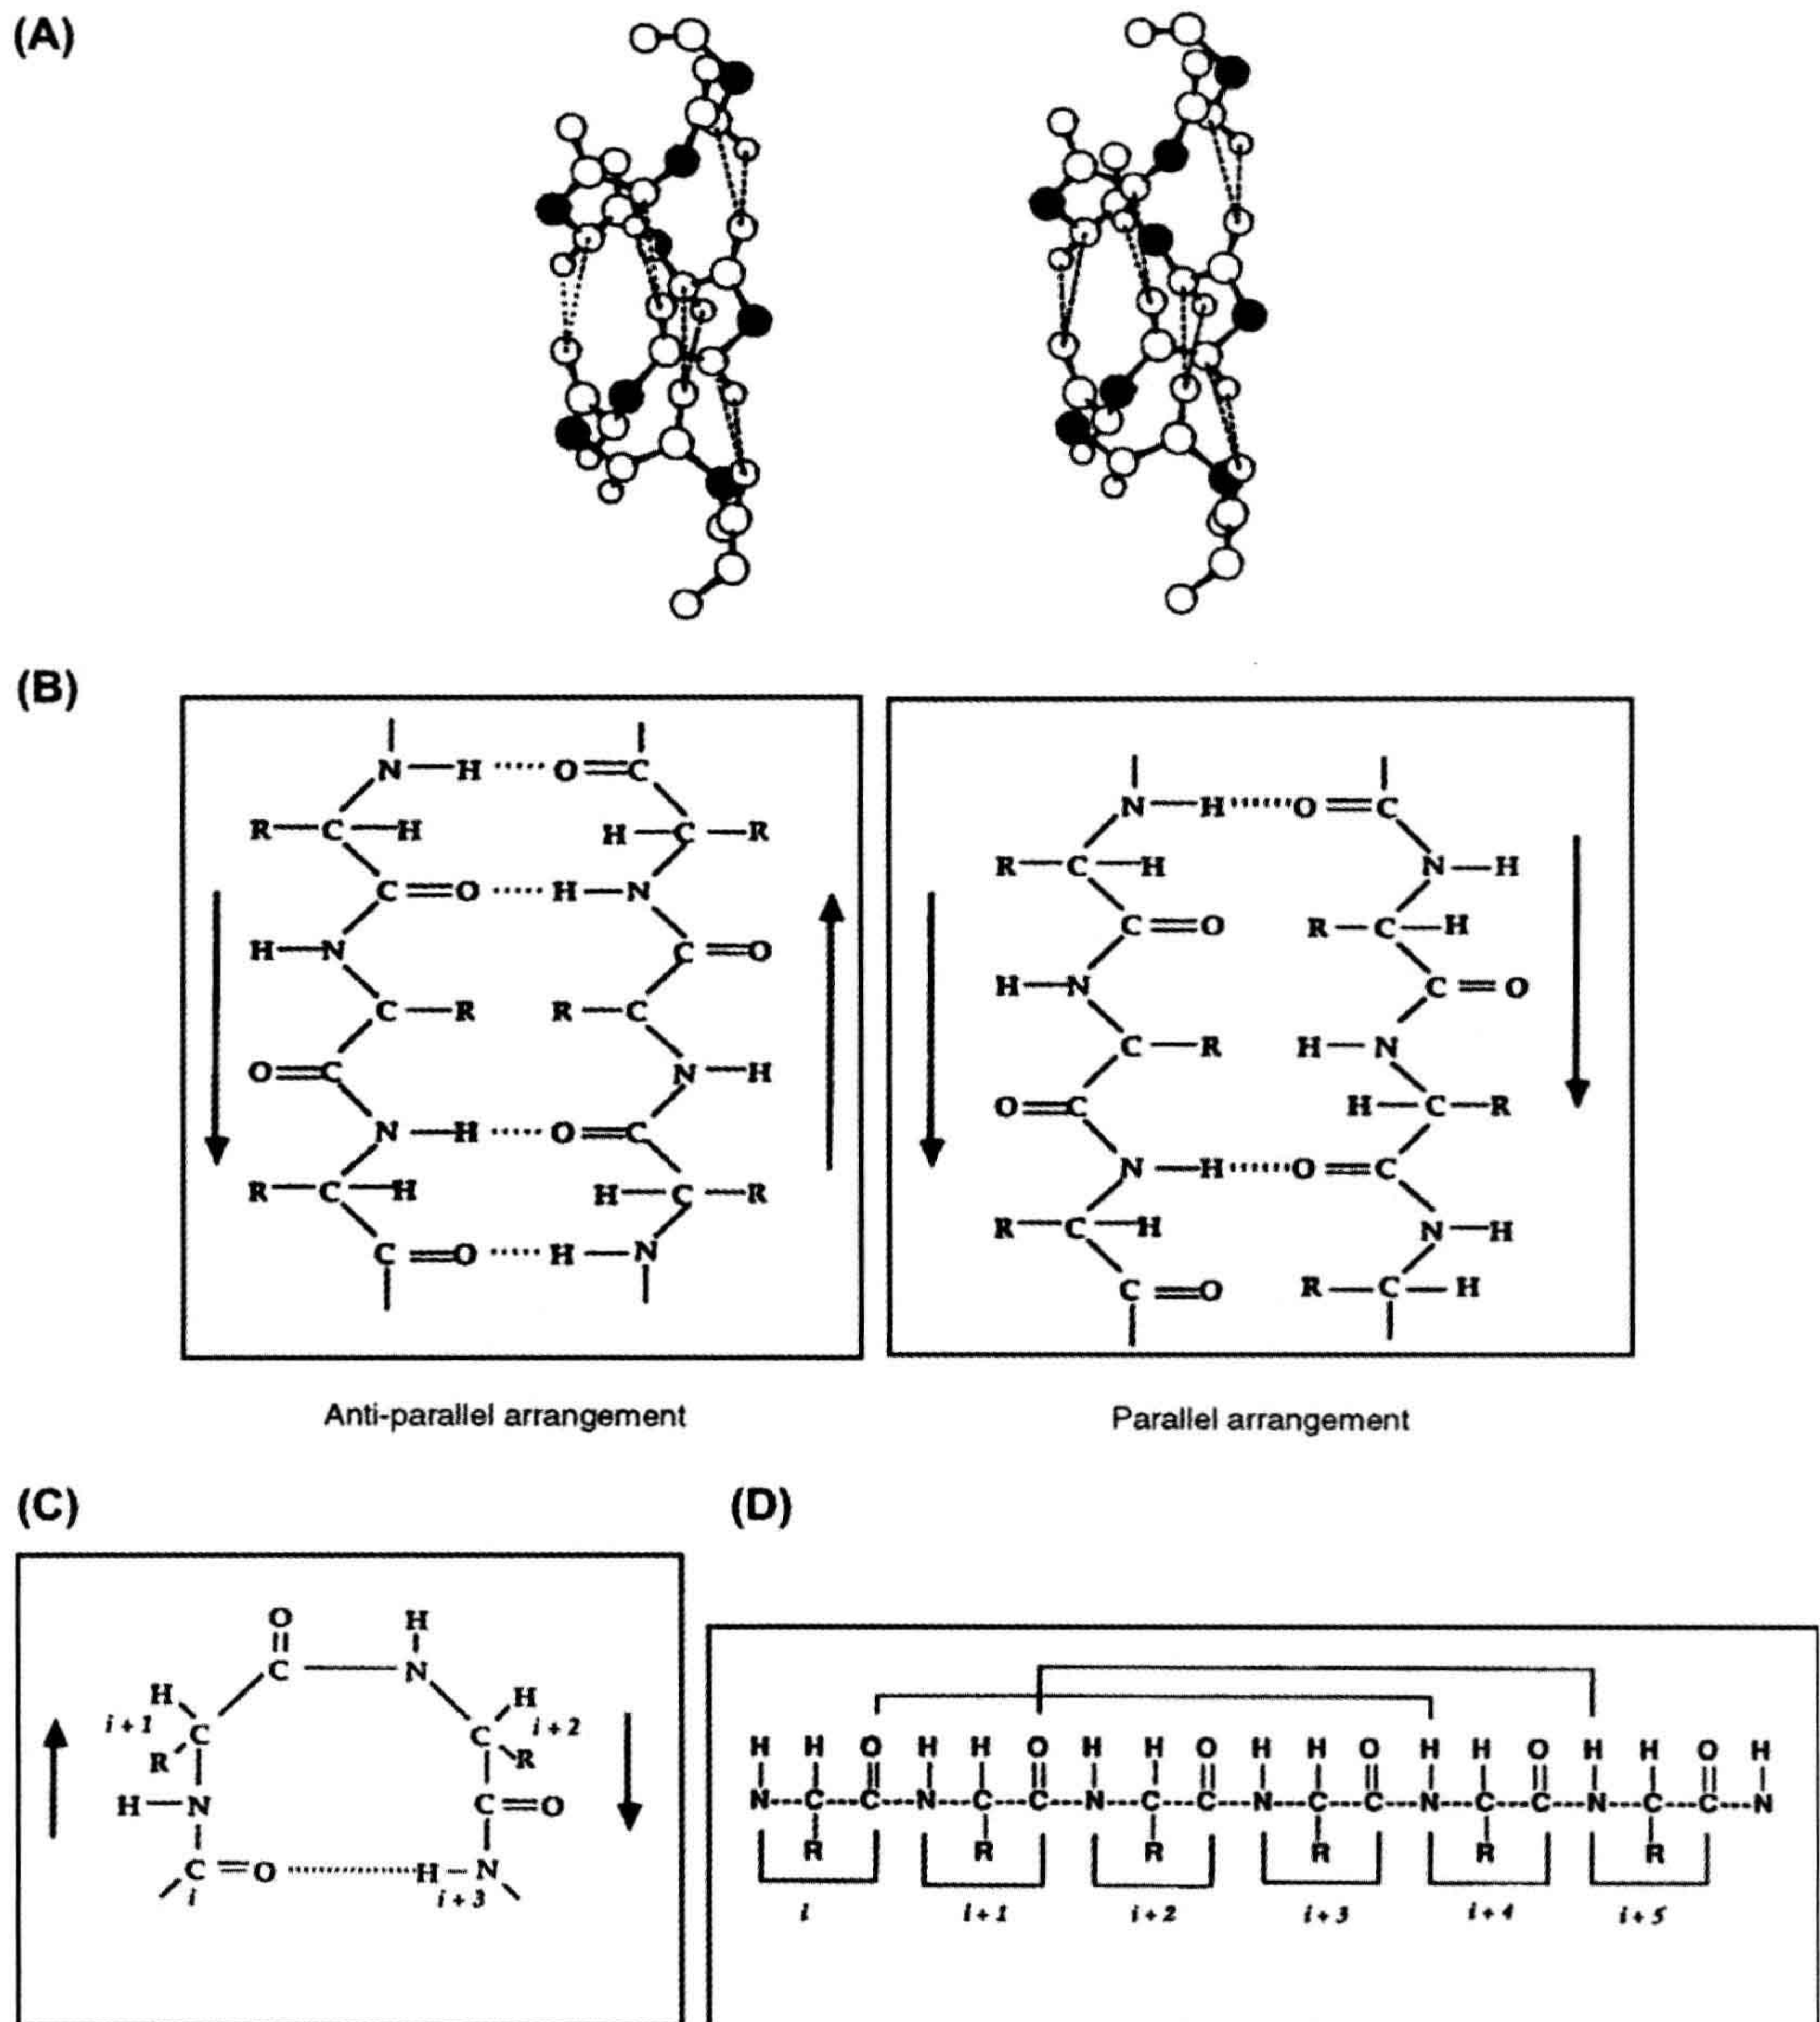 (A)
(B)
N—H ····· O=C
R—C—H H—C—R
C=O ····· H—N
H—N C=O
C—R R—C
O=C N—H
N—H ····· O=C
R—C—H H—C—R
C=O ····· H—N
Anti-parallel arrangement
N—H ····· O=C
R—C—H N—H
C=O R—C—H
H—N C=O
C—R H—N
O=C H—C—R
N—H ····· O=C
R—C—H N—H
C=O R—C—H
Parallel arrangement
(C)
O H
C N
H H
i + 1 C C i + 2
R R
H—N C=O
C=O ····· H–N
i i + 3
(D)
H H O H H O H H O H H O H H O H H O H
N---C---C---N---C---C---N---C---C---N---C---C---N---C---C---N---C---C---N
R R R R R R
i i + 1 i + 2 i + 3 i + 4 i + 5